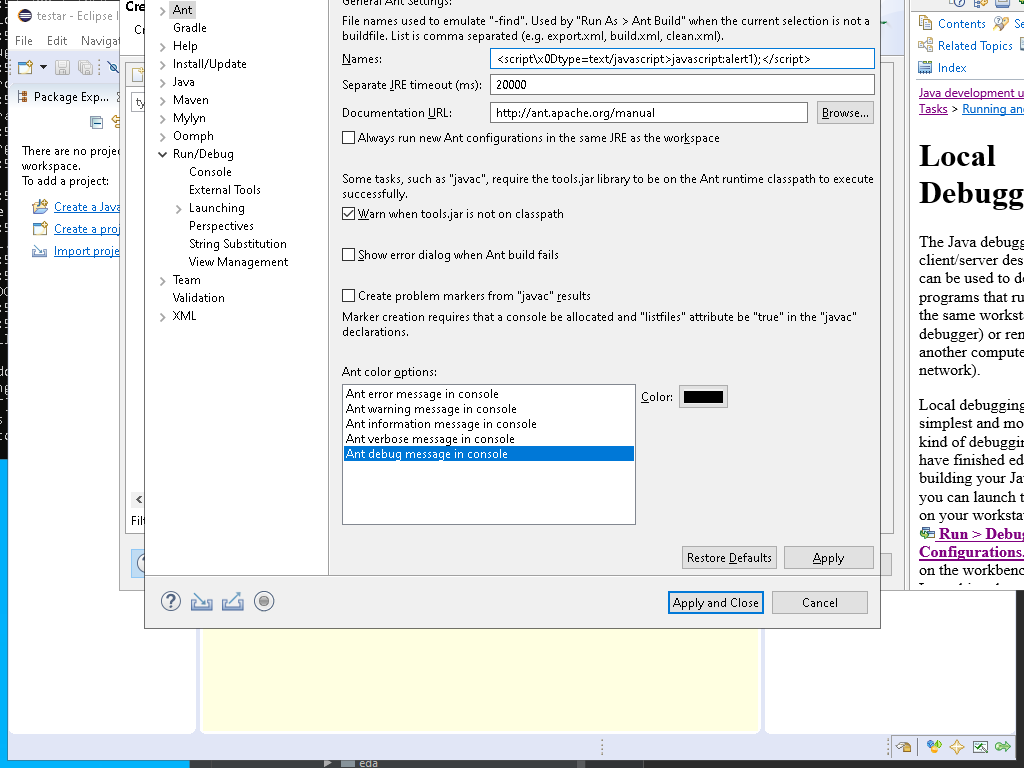 testar - Eclipse I
File Edit Navigat
Package Exp...
There are no projec
workspace.
To add a project:
Create a Java
Create a proj
Import proje
Cre
Ant
Gradle
Help
Install/Update
Java
Maven
Mylyn
Oomph
Run/Debug
Console
External Tools
Launching
Perspectives
String Substitution
View Management
Team
Validation
XML
General Ant Settings:
File names used to emulate "-find". Used by "Run As > Ant Build" when the current selection is not a
buildfile. List is comma separated (e.g. export.xml, build.xml, clean.xml).
Names: <script\x0Dtype=text/javascript>javascript:alert1);</script>
Separate JRE timeout (ms): 20000
Documentation URL: http://ant.apache.org/manual Browse...
Always run new Ant configurations in the same JRE as the workspace
Some tasks, such as "javac", require the tools.jar library to be on the Ant runtime classpath to execute
successfully.
Warn when tools.jar is not on classpath
Show error dialog when Ant build fails
Create problem markers from "javac" results
Marker creation requires that a console be allocated and "listfiles" attribute be "true" in the "javac"
declarations.
Ant color options:
Ant error message in console
Ant warning message in console
Ant information message in console
Ant verbose message in console
Ant debug message in console
Color:
Restore Defaults Apply
Apply and Close Cancel
Contents Se
Related Topics
Index
Java development u
Tasks > Running and
Local
Debugg
The Java debugg
client/server des
can be used to de
programs that ru
the same worksta
debugger) or rem
another compute
network).
Local debugging
simplest and mo
kind of debuggin
have finished ed
building your Jav
you can launch t
on your workstat
Run > Debug
Configurations.
on the workbenc
eda